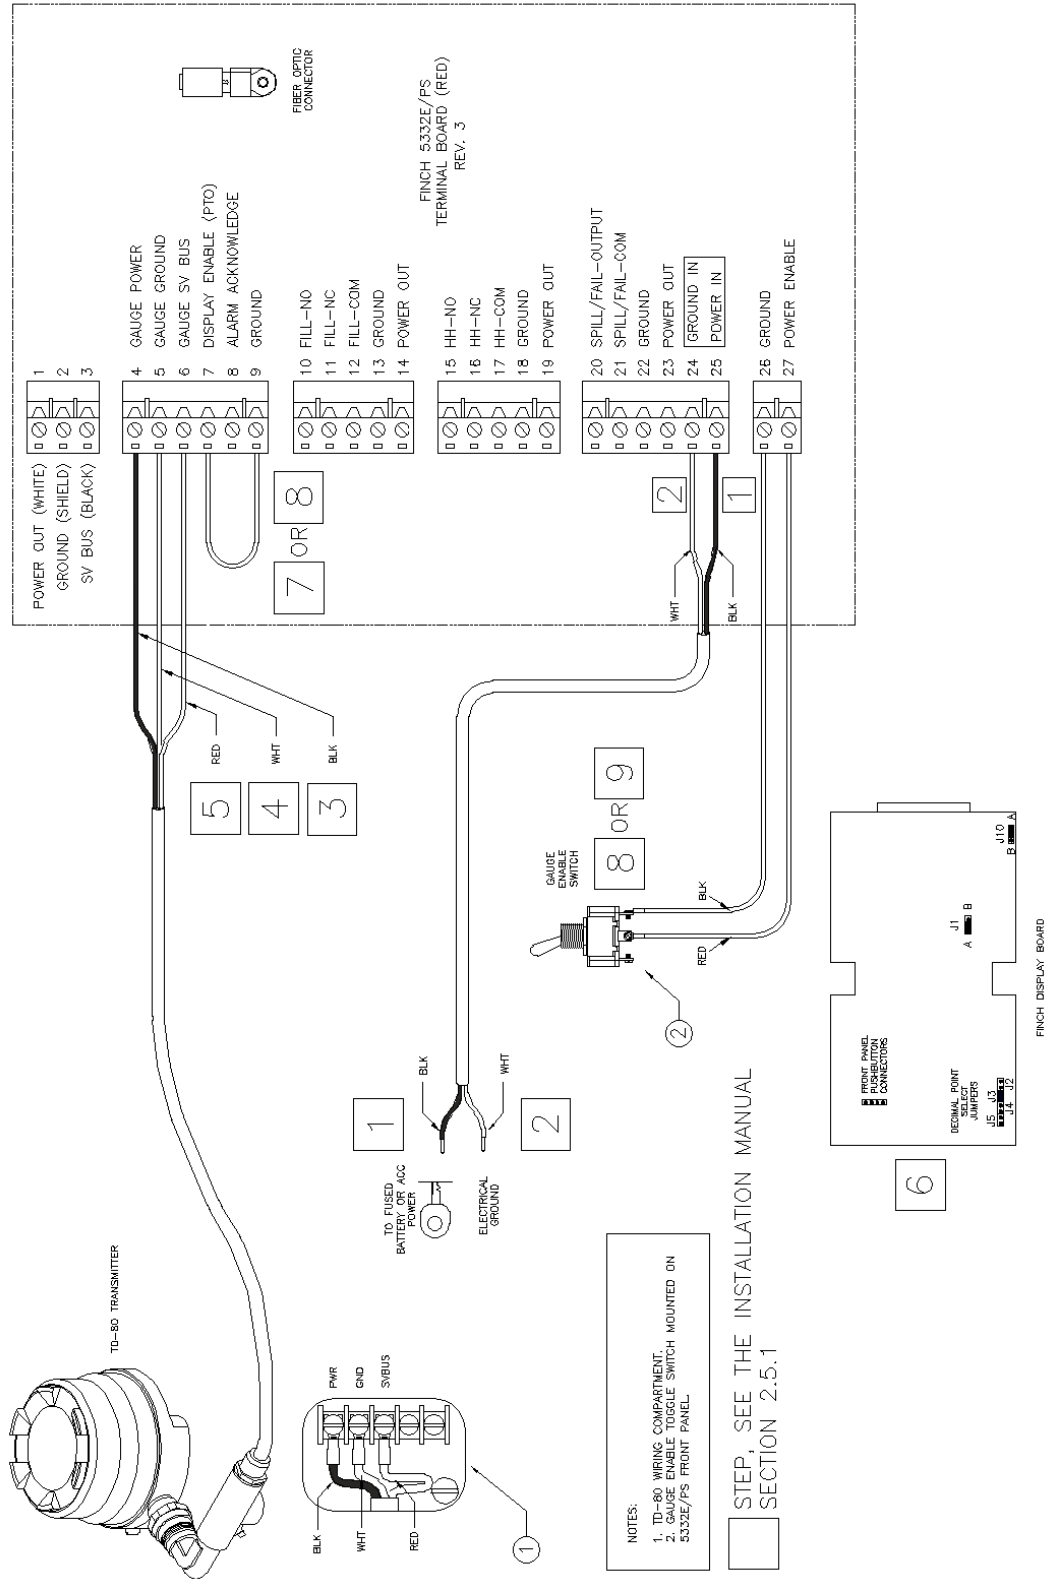 POWER OUT (WHITE) 1
GROUND (SHIELD) 2
SV BUS (BLACK) 3
4 GAUGE POWER
5 GAUGE GROUND
6 GAUGE SV BUS
7 DISPLAY ENABLE (PTO)
8 ALARM ACKNOWLEDGE
9 GROUND
10 FILL-NO
11 FILL-NC
12 FILL-COM
13 GROUND
14 POWER OUT
15 HH-NO
16 HH-NC
17 HH-COM
18 GROUND
19 POWER OUT
20 SPILL/FAIL-OUTPUT
21 SPILL/FAIL-COM
22 GROUND
23 POWER OUT
24 GROUND IN
25 POWER IN
26 GROUND
27 POWER ENABLE
FIBER OPTIC
CONNECTOR
FINCH 5332E/PS
TERMINAL BOARD (RED)
REV. 3
7 OR 8
2
1
WHT
BLK
RED
WHT
BLK
5
4
3
TD-80 TRANSMITTER
PWR
GND
SVBUS
BLK
WHT
RED
1
1
BLK
WHT
2
TO FUSED
BATTERY OR ACC
POWER
ELECTRICAL
GROUND
GAUGE
ENABLE
SWITCH
8 OR 9
BLK
RED
2
NOTES:
1. TD-80 WIRING COMPARTMENT.
2. GAUGE ENABLE TOGGLE SWITCH MOUNTED ON
5332E/PS FRONT PANEL.
STEP, SEE THE INSTALLATION MANUAL
SECTION 2.5.1
6
FRONT PANEL
PUSHBUTTON
CONNECTORS
DECIMAL POINT
SELECT
JUMPERS
J5 J3
J4 J2
J1
A B
J10
B A
FINCH DISPLAY BOARD